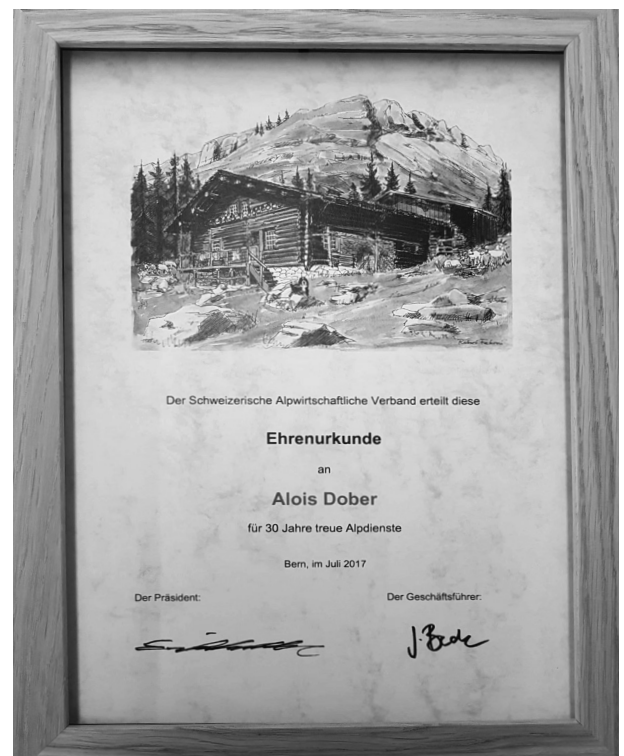 Der Schweizerische Alpwirtschaftliche Verband erteilt diese
Ehrenurkunde
an
Alois Dober
für 30 Jahre treue Alpdienste
Bern, im Juli 2017
Der Präsident:
Der Geschäftsführer: